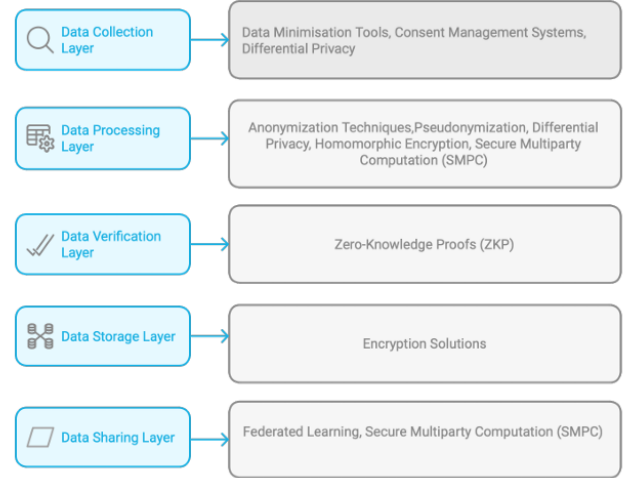 Data Collection
Layer
Data Minimisation Tools, Consent Management Systems,
Differential Privacy
Data Processing
Layer
Anonymization Techniques,Pseudonymization, Differential
Privacy, Homomorphic Encryption, Secure Multiparty
Computation (SMPC)
Data Verification
Layer
Zero-Knowledge Proofs (ZKP)
Data Storage Layer
Encryption Solutions
Data Sharing Layer
Federated Learning, Secure Multiparty Computation (SMPC)